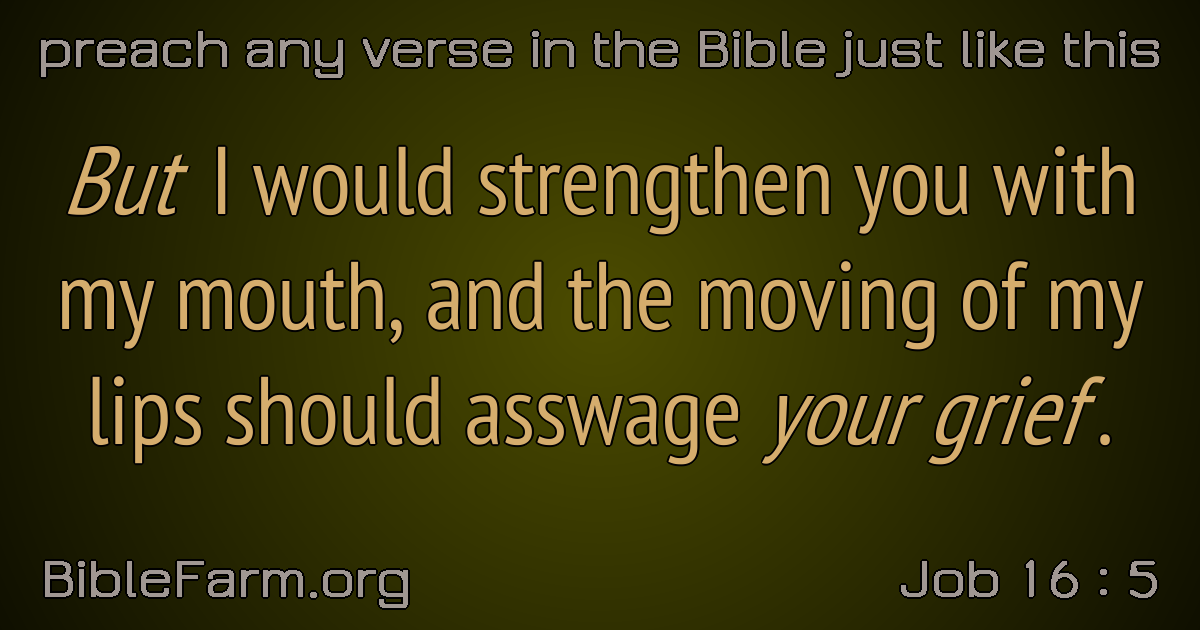 preach any verse in the Bible just like this
But I would strengthen you with
my mouth, and the moving of my
lips should asswage your grief.
BibleFarm.org
Job 16 : 5